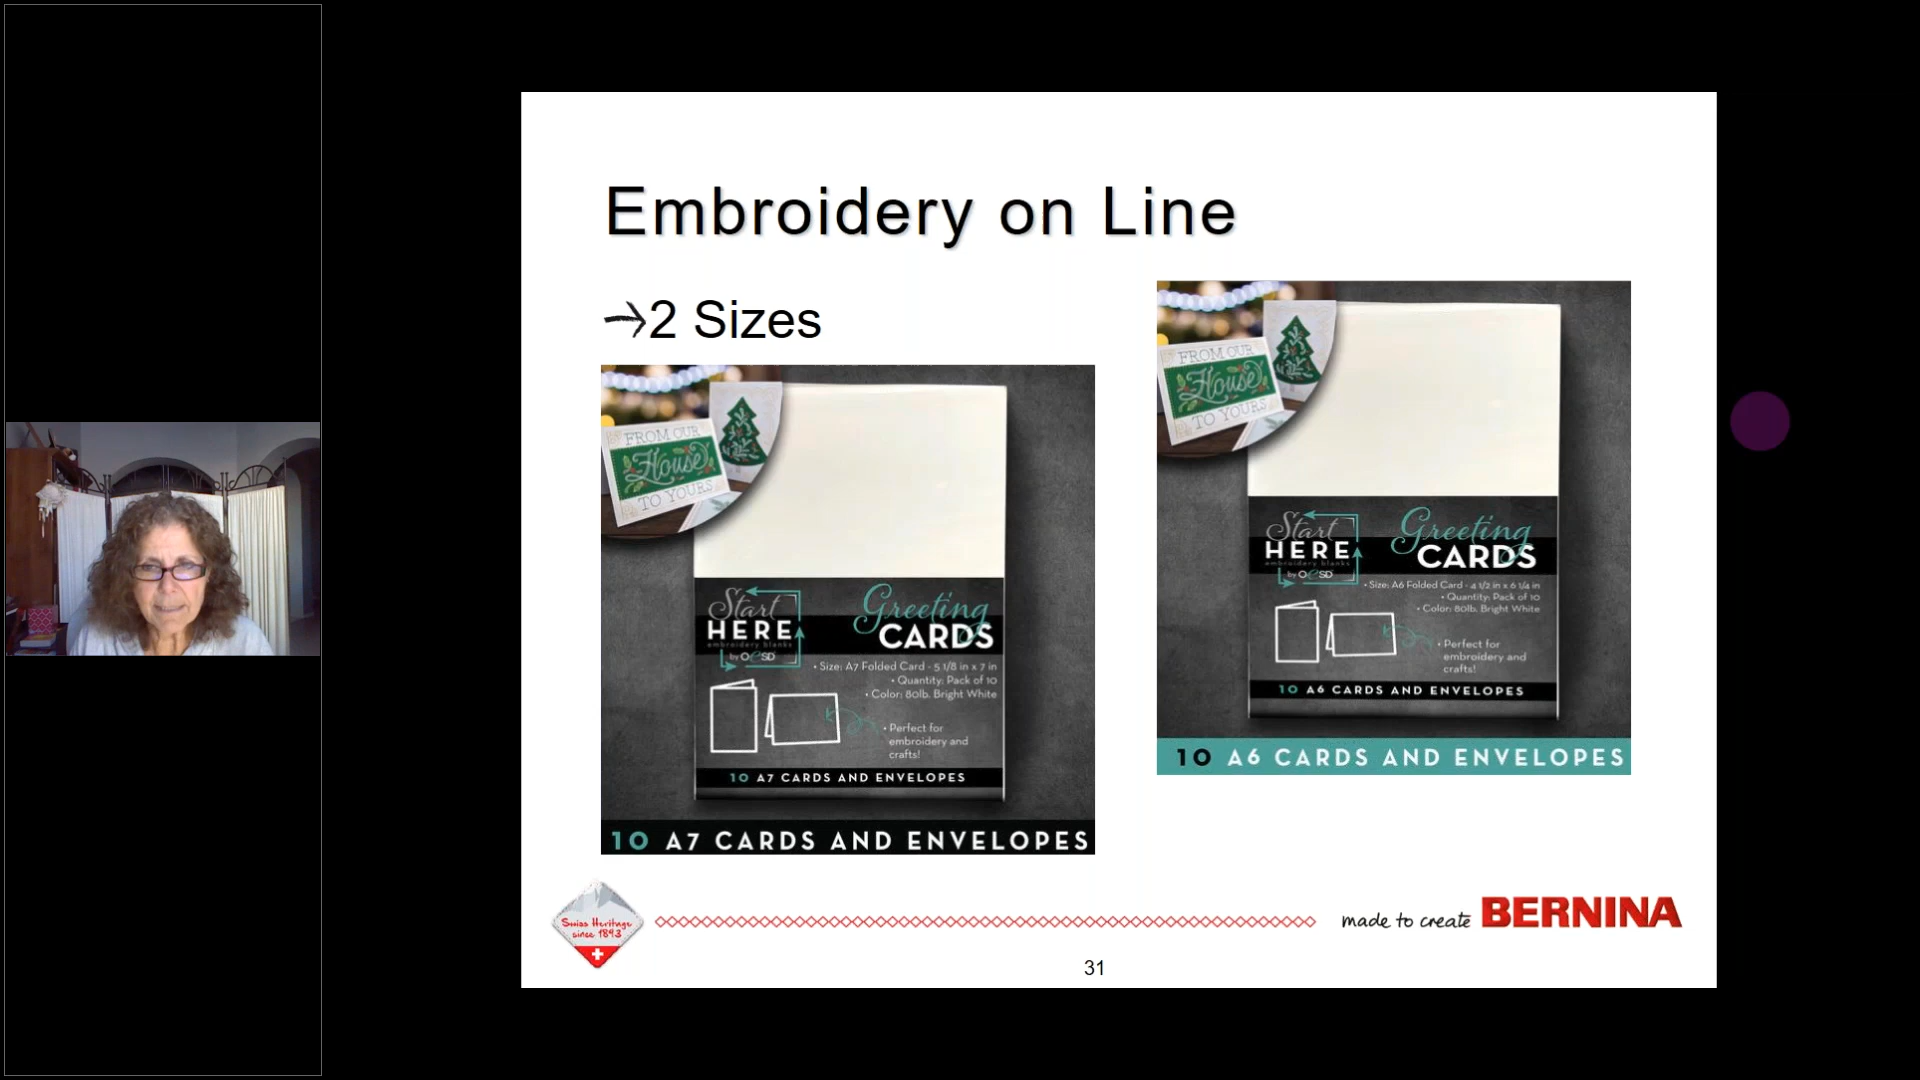 Embroidery on Line
2 Sizes
FROM OUR
House
TO YOURS
Start
HERE
embroidery blanks
by OESD
Greeting
CARDS
• Size: A7 Folded Card - 5 1/8 in x 7 in
• Quantity: Pack of 10
• Color: 80lb. Bright White
• Perfect for
embroidery and
crafts!
10 A7 CARDS AND ENVELOPES
10 A7 CARDS AND ENVELOPES
FROM OUR
House
TO YOURS
Start
HERE
embroidery blanks
by OESD
Greeting
CARDS
• Size: A6 Folded Card - 4 1/2 in x 6 1/4 in
• Quantity: Pack of 10
• Color: 80lb. Bright White
• Perfect for
embroidery and
crafts!
10 A6 CARDS AND ENVELOPES
10 A6 CARDS AND ENVELOPES
Swiss Heritage
since 1893
made to create BERNINA
31